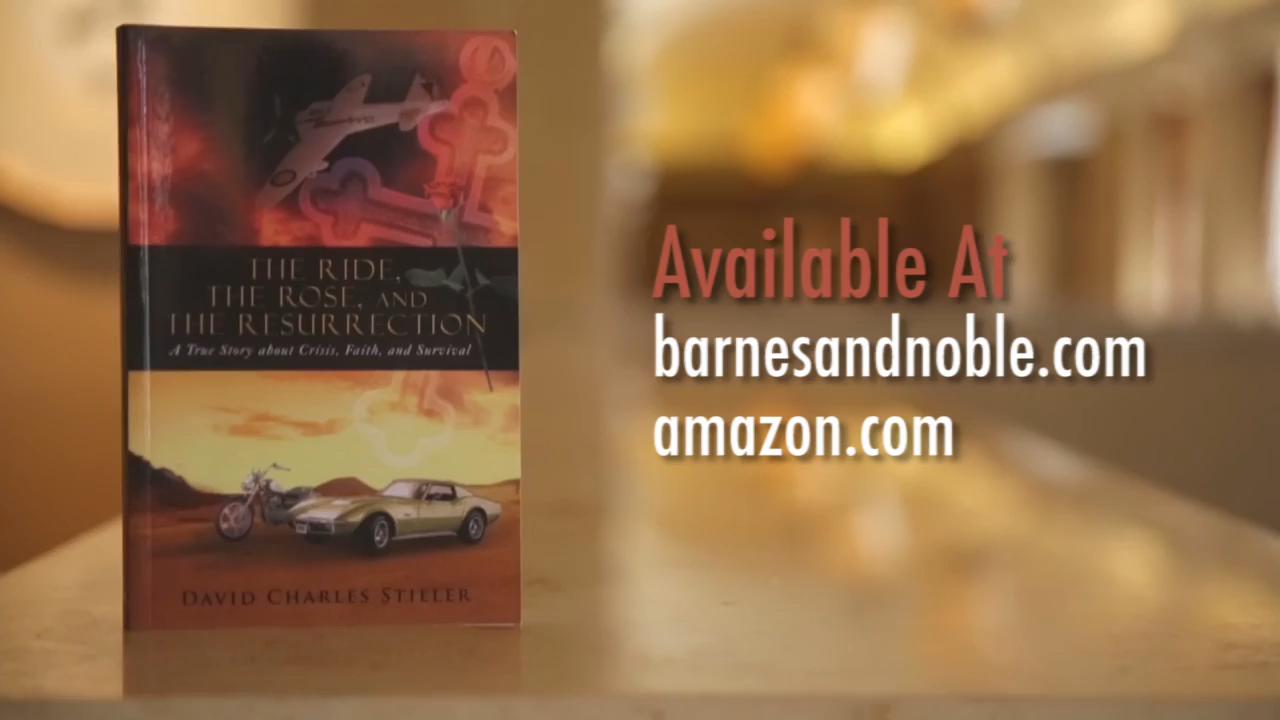 THE RIDE,
THE ROSE, AND
THE RESURRECTION
A True Story about Crisis, Faith, and Survival
DAVID CHARLES STIELER
Available At
barnesandnoble.com
amazon.com